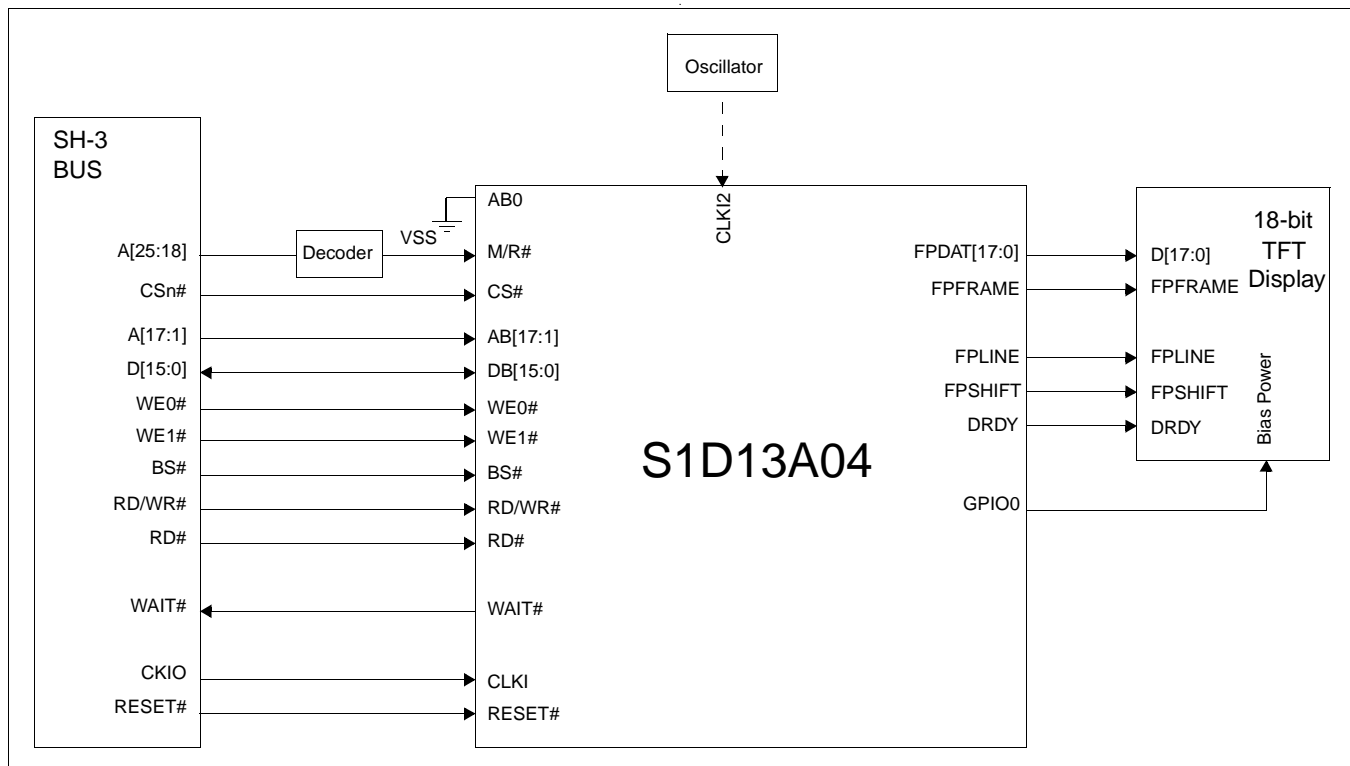 Oscillator
SH-3
BUS
A[25:18]
CSn#
A[17:1]
D[15:0]
WE0#
WE1#
BS#
RD/WR#
RD#
WAIT#
CKIO
RESET#
Decoder
VSS
AB0
M/R#
CS#
AB[17:1]
DB[15:0]
WE0#
WE1#
BS#
RD/WR#
RD#
WAIT#
CLKI
RESET#
CLKI2
S1D13A04
FPDAT[17:0]
FPFRAME
FPLINE
FPSHIFT
DRDY
GPIO0
18-bit
TFT
Display
D[17:0]
FPFRAME
FPLINE
FPSHIFT
DRDY
Bias Power